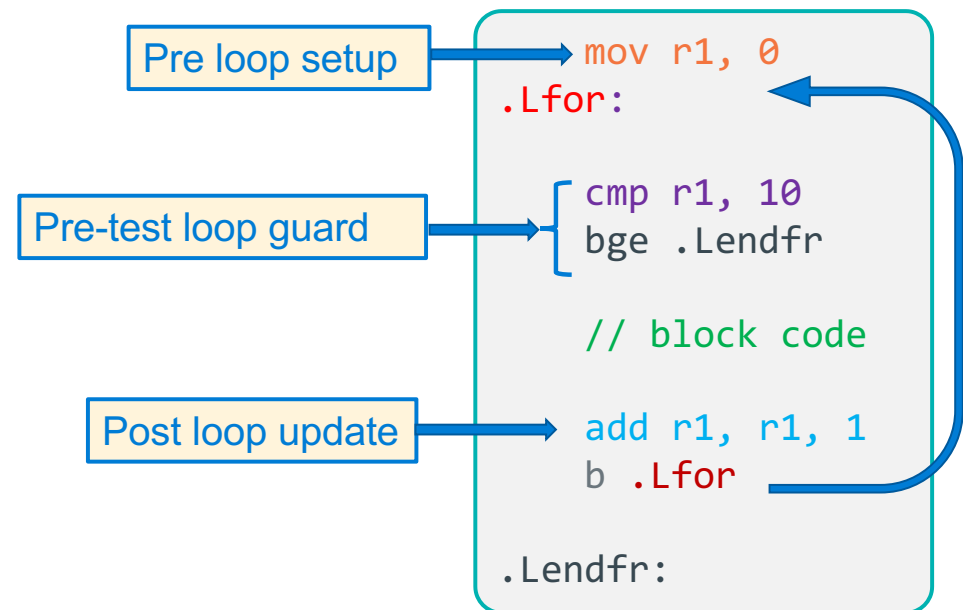 Pre loop setup
mov r1, 0
.Lfor:
Pre-test loop guard
cmp r1, 10
bge .Lendfr
// block code
Post loop update
add r1, r1, 1
b .Lfor
.Lendfr: